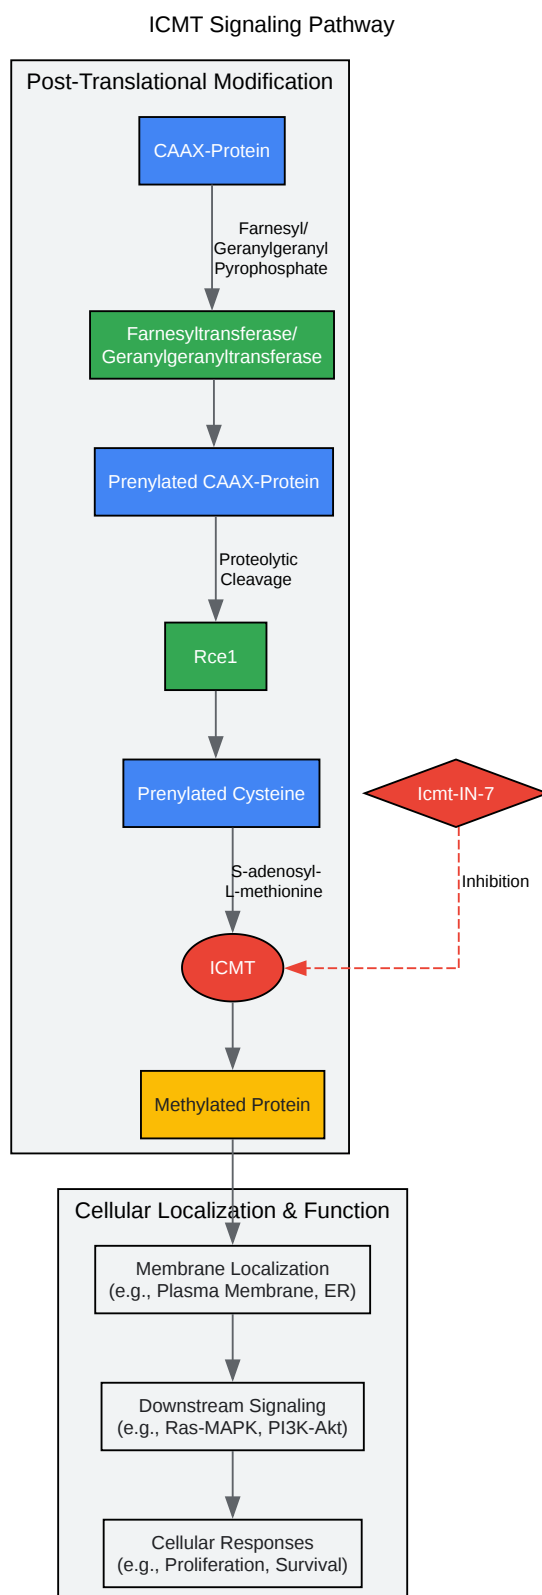 ICMT Signaling Pathway
Post-Translational Modification
CAAX-Protein
Farnesyl/
Geranylgeranyl
Pyrophosphate
Farnesyltransferase/
Geranylgeranyltransferase
Prenylated CAAX-Protein
Proteolytic
Cleavage
Rce1
Prenylated Cysteine
Icmt-IN-7
S-adenosyl-
L-methionine
Inhibition
ICMT
Methylated Protein
Cellular Localization & Function
Membrane Localization
(e.g., Plasma Membrane, ER)
Downstream Signaling
(e.g., Ras-MAPK, PI3K-Akt)
Cellular Responses
(e.g., Proliferation, Survival)